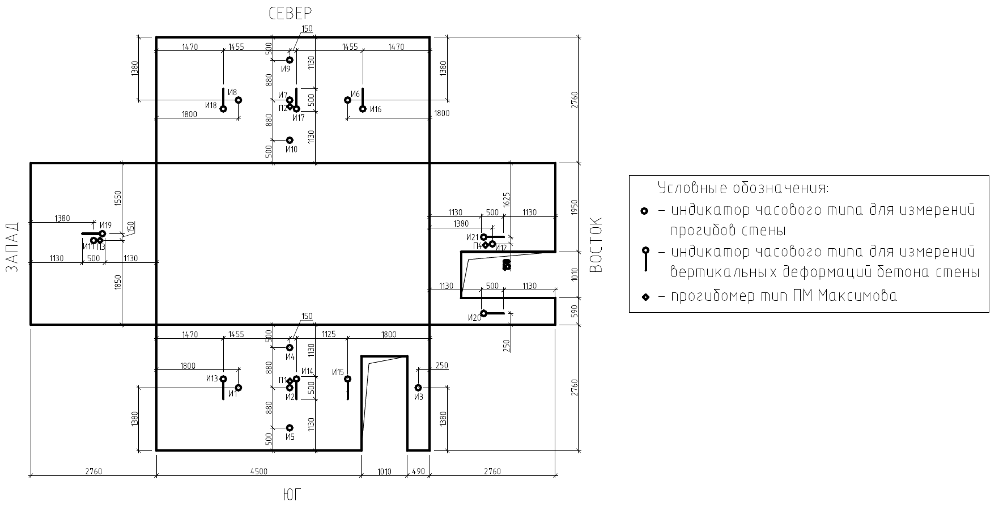 СЕВЕР
150
1470
1455
1455
1470
500
1130
1380
1380
И9
880
2760
И8
И7
И6
500
И18
П2
И17
И16
1800
1800
880
1130
И10
500
1550
1625
1950
1380
1130
500
1130
И19
150
1380
И21
И11
П3
П4
И12
ЗАПАД
ВОСТОК
1130
500
1130
1850
1010
1130
500
1130
590
И20
250
150
1470
1455
1125
1800
500
1130
И4
880
1800
250
И13
И14
И15
П1
И1
И2
500
И3
2760
1380
1380
880
1130
И5
500
2760
4500
1010
490
2760
ЮГ
Условные обозначения:
– индикатор часового типа для измерений
прогибов стены
– индикатор часового типа для измерений
вертикальных деформаций бетона стены
– прогибомер тип ПМ Максимова